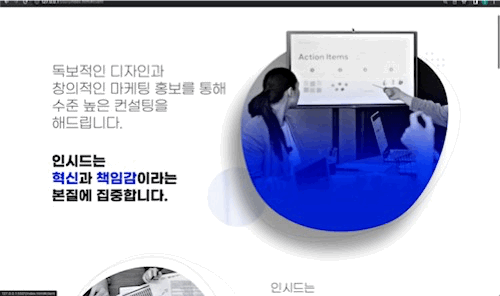 독보적인 디자인과
창의적인 마케팅 홍보를 통해
수준 높은 컨설팅을
해드립니다.
인시드는
혁신과 책임감이라는
본질에 집중합니다.
Action Items
인시드는